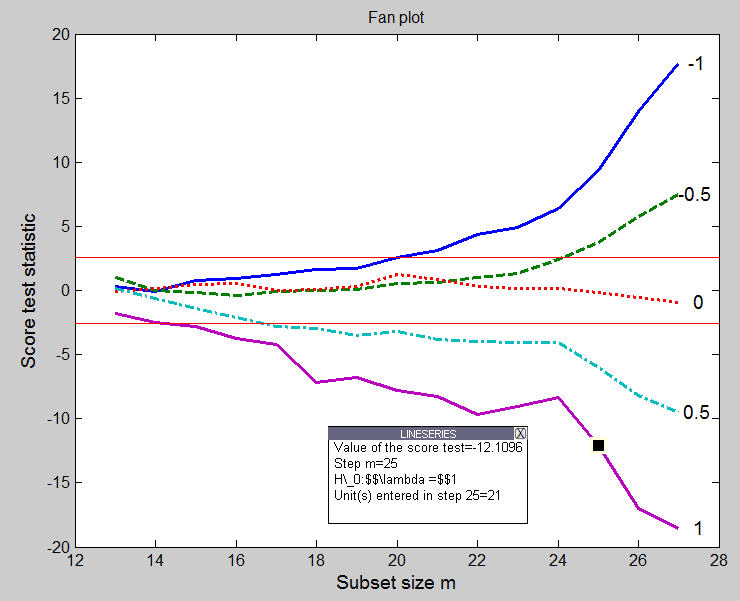 Fan plot
20
15
10
5
0
-5
-10
-15
-20
Score test statistic
-1
-0.5
0
0.5
1
LINESERIES X
Value of the score test=-12.1096
Step m=25
H\_0:$$\lambda =$$1
Unit(s) entered in step 25=21
12 14 16 18 20 22 24 26 28
Subset size m